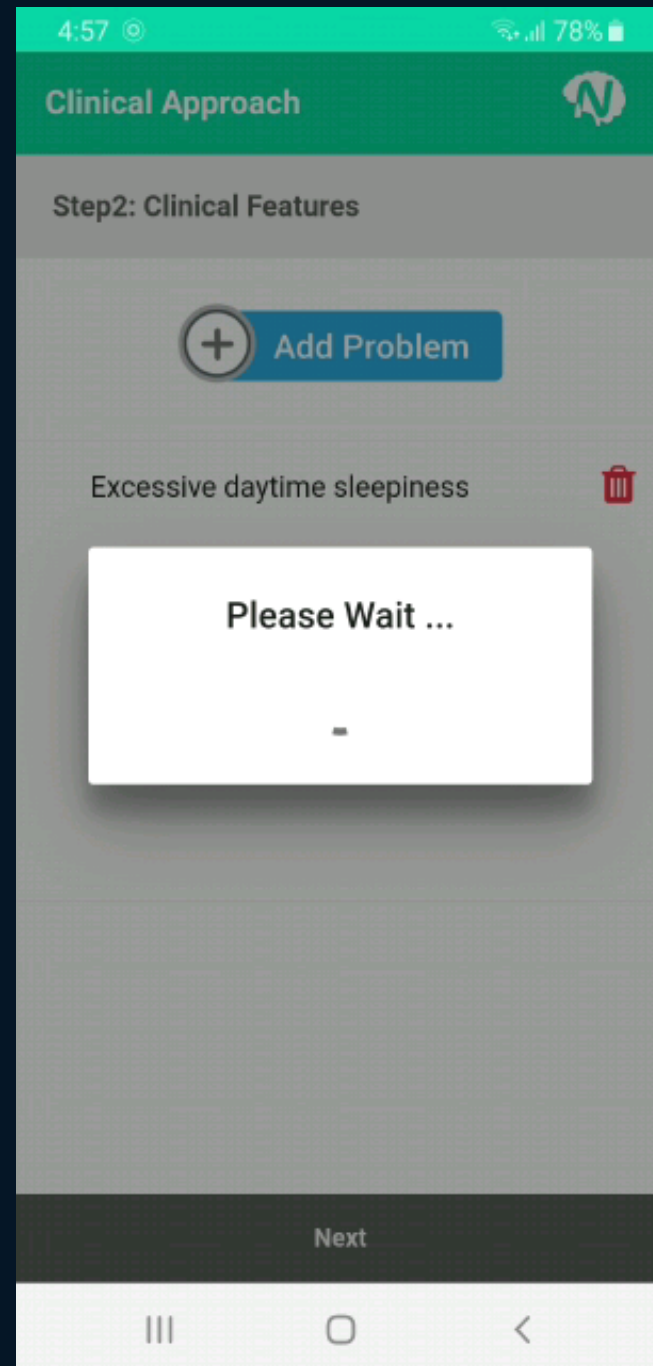 4:57 78%
Clinical Approach N
Step2: Clinical Features
+ Add Problem
Excessive daytime sleepiness
Please Wait ...
Next